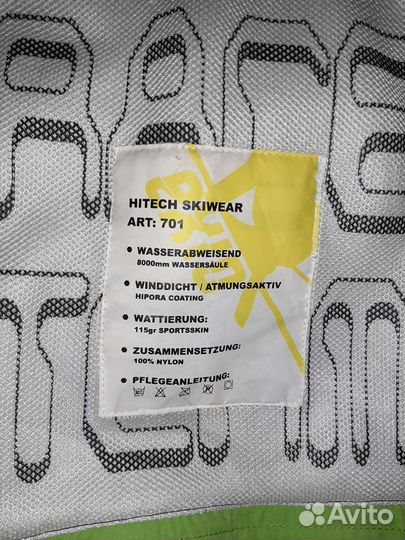 HITECH SKIWEAR
ART: 701
• WASSERABWEISEND
8000mm WASSERSÄULE
• WINDDICHT / ATMUNGSAKTIV
HIPORA COATING
• WATTIERUNG:
115gr SPORTSSKIN
• ZUSAMMENSETZUNG:
100% NYLON
• PFLEGEANLEITUNG:
Avito